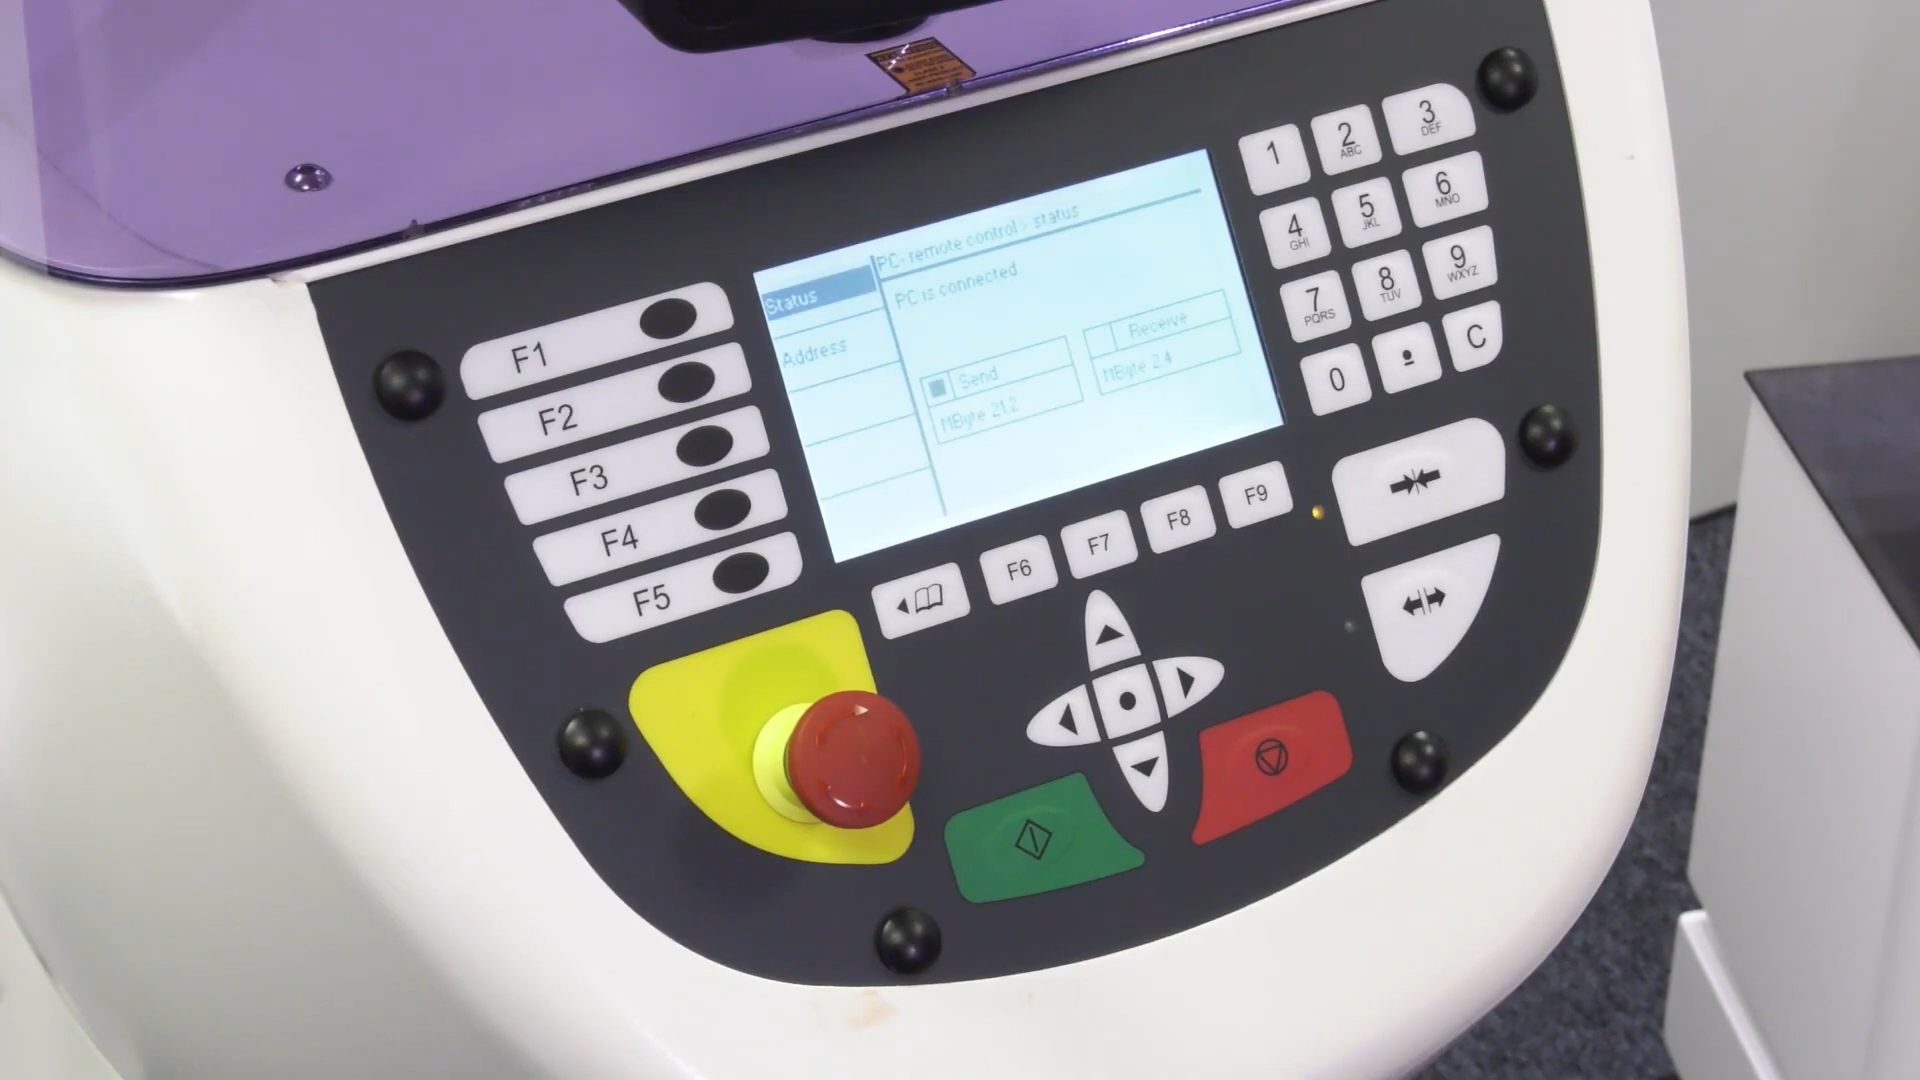 PC-remote control › status
Status
PC is connected
Address
Send
MByte 21.2
Receive
MByte 2.4
F1
F2
F3
F4
F5
F6
F7
F8
F9
1
2
ABC
3
DEF
4
GHI
5
JKL
6
MNO
7
PQRS
8
TUV
9
WXYZ
0
C